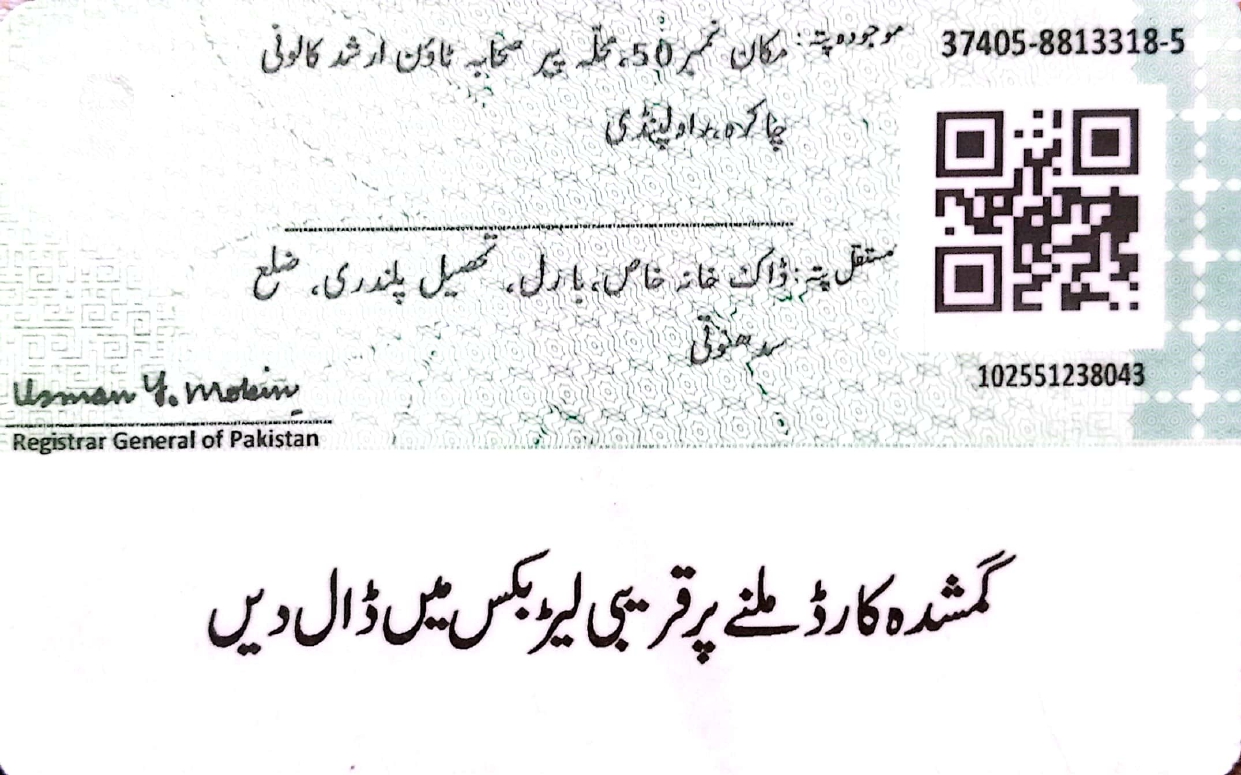 37405-8813318-5
موجودہ پتہ: مکان نمبر 50، محلہ پیر صحابہ ٹاؤن ارشد کالونی
چاکرہ، راولپنڈی
مستقل پتہ: ڈاک خانہ خاص، بارل، تحصیل پلندری، ضلع
سدھنوتی
102551238043
Usman Y. Mobin
Registrar General of Pakistan
گمشدہ کارڈ ملنے پر قریبی لیٹر بکس میں ڈال دیں